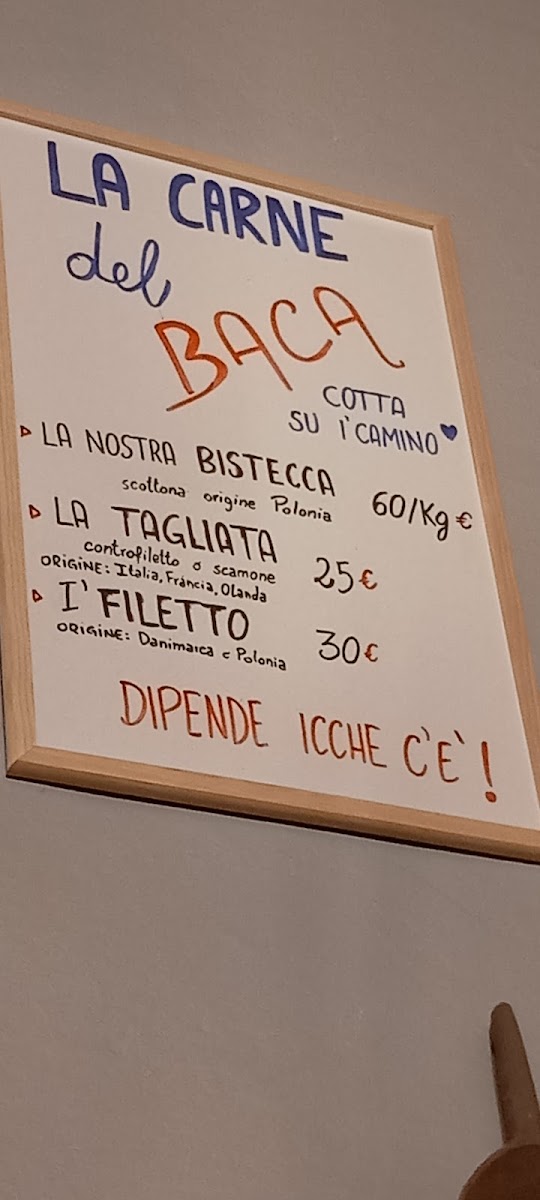 LA CARNE
del
BACA
COTTA
SU I' CAMINO
LA NOSTRA BISTECCA 60/Kg €
scottona origine Polonia
LA TAGLIATA 25€
controfiletto o scamone
ORIGINE: Italia, Francia, Olanda
I' FILETTO 30€
ORIGINE: Danimarca e Polonia
DIPENDE ICCHE C'E'!